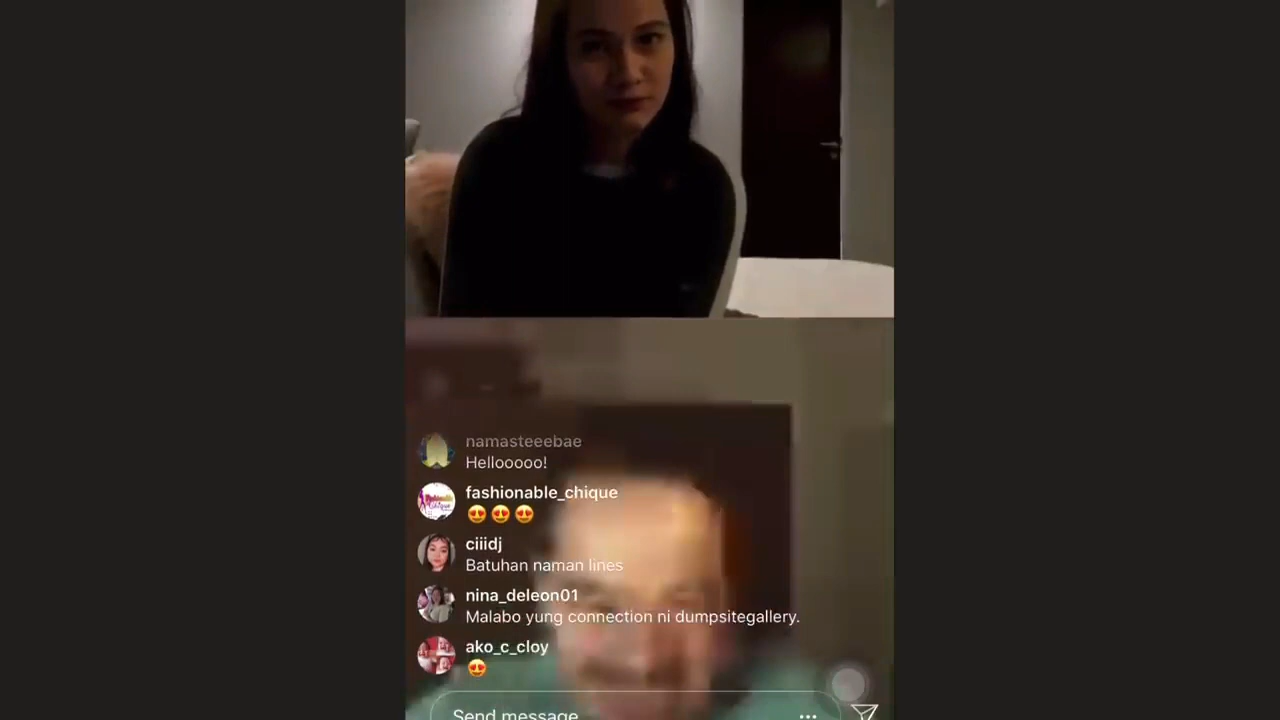 namasteeebae
Hellooooo!
fashionable_chique
😍😍😍
ciiidj
Batuhan naman lines
nina_deleon01
Malabo yung connection ni dumpsitegallery.
ako_c_cloy
😍
Send message